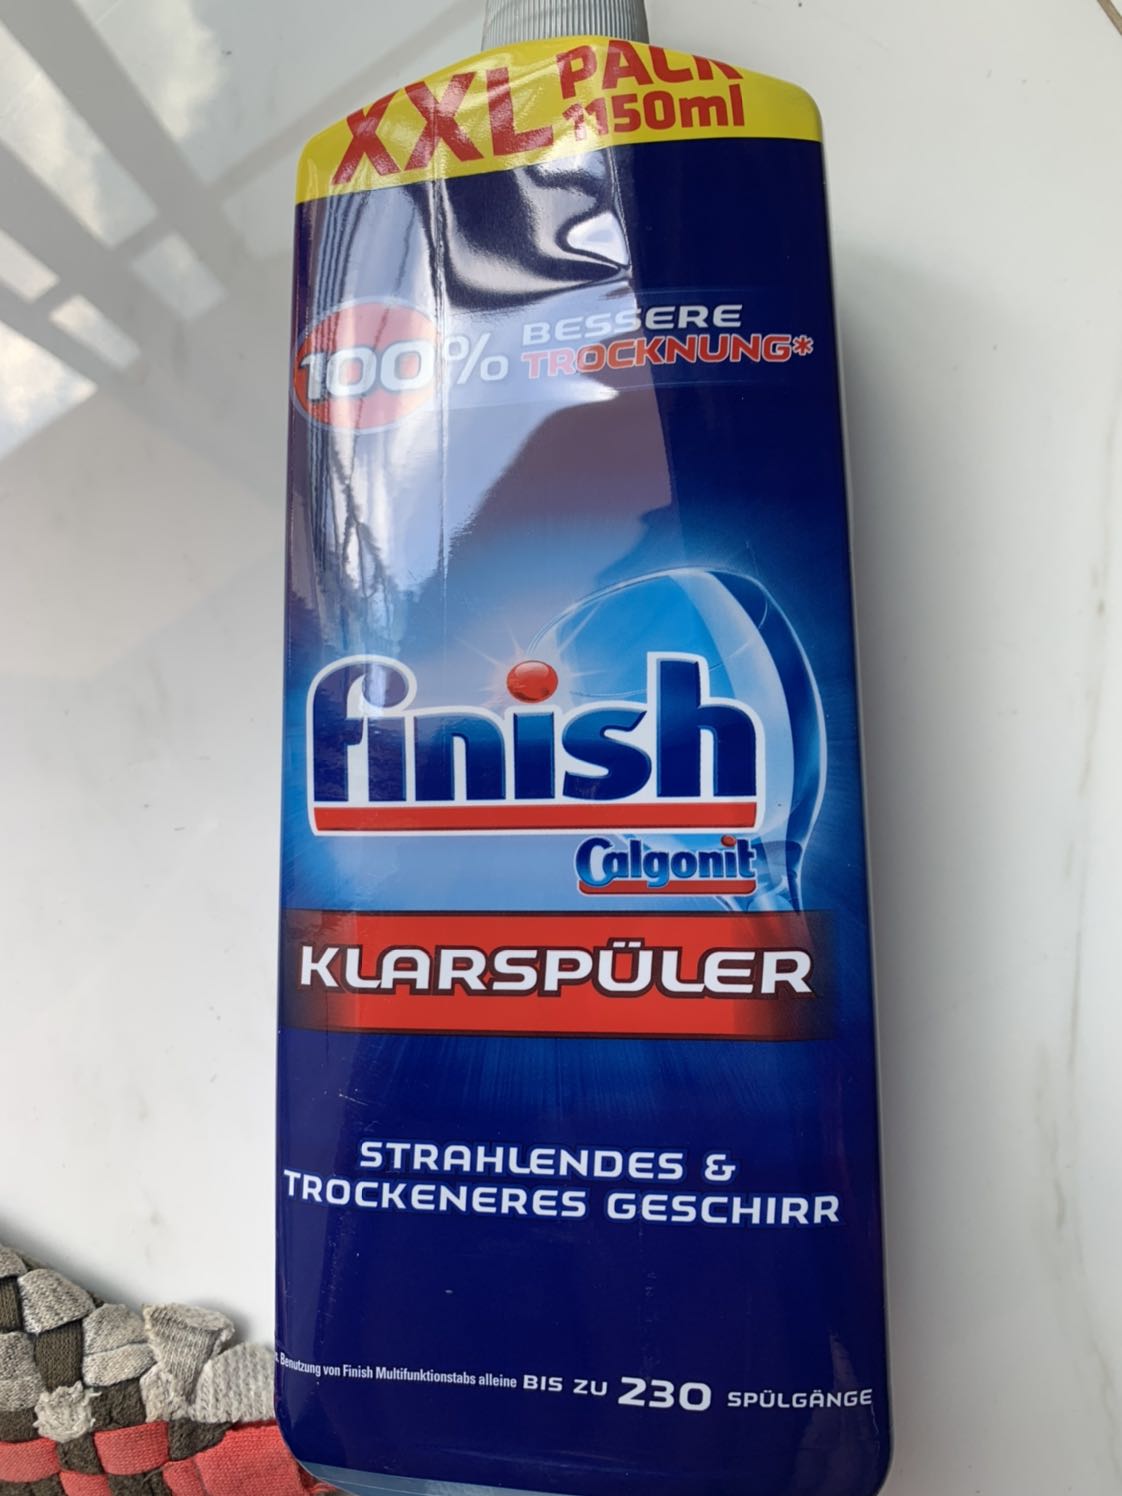 XXL PACK
1150ml
100% BESSERE
TROCKNUNG*
finish
Calgonit
KLARSPÜLER
STRAHLENDES &
TROCKENERES GESCHIRR
Benutzung von Finish Multifunktionstabs alleine BIS ZU 230 SPÜLGÄNGE